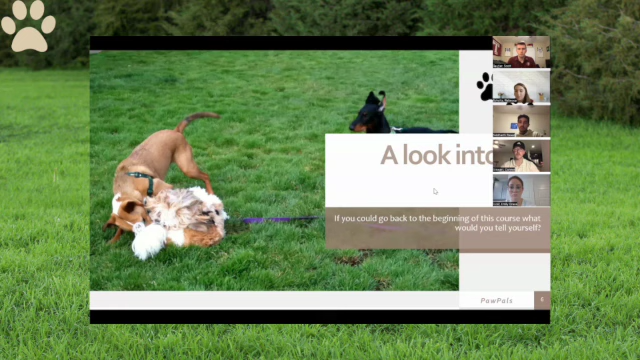 A look into
If you could go back to the beginning of this course what
would you tell yourself?
PawPals
6